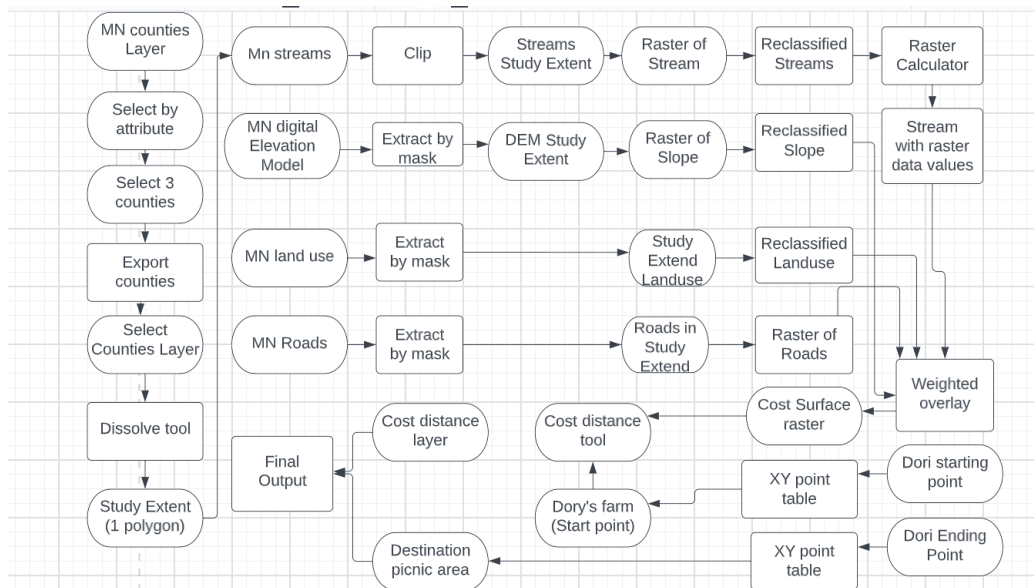 MN counties
Layer
Select by
attribute
Select 3
counties
Export
counties
Select
Counties Layer
Dissolve tool
Study Extent
(1 polygon)
Mn streams
Clip
Streams
Study Extent
Raster of
Stream
Reclassified
Streams
Raster
Calculator
Stream
with raster
data values
MN digital
Elevation
Model
Extract by
mask
DEM Study
Extent
Raster of
Slope
Reclassified
Slope
MN land use
Extract
by mask
Study
Extend
Landuse
Reclassified
Landuse
MN Roads
Extract
by mask
Roads in
Study
Extend
Raster of
Roads
Weighted
overlay
Cost Surface
raster
Cost distance
tool
Cost distance
layer
Final
Output
Dori starting
point
XY point
table
Dory's farm
(Start point)
Dori Ending
Point
XY point
table
Destination
picnic area